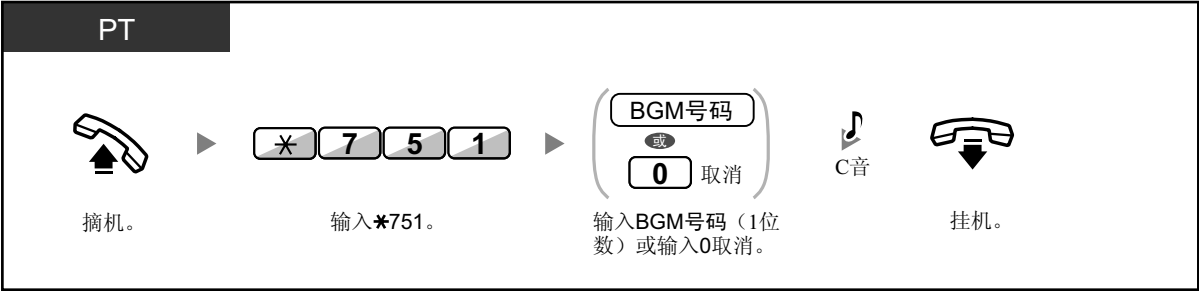 PT
* 7 5 1
BGM号码
或
0 取消
C音
摘机。
输入*751。
输入BGM号码（1位
数）或输入0取消。
挂机。